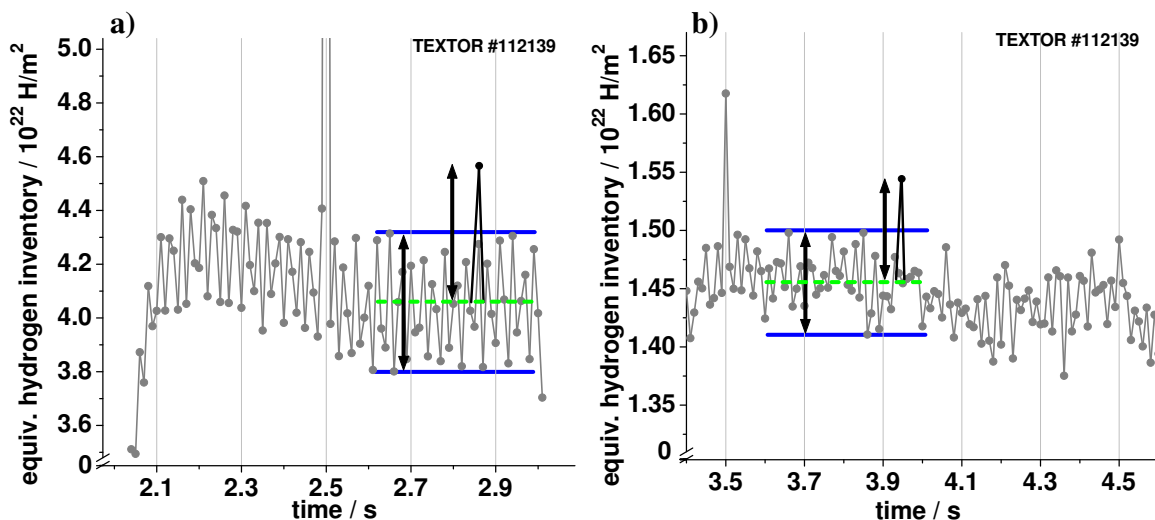 a)
TEXTOR #112139
equiv. hydrogen inventory / 10²² H/m²
5.0
4.8
4.6
4.4
4.2
4.0
3.8
3.6
0
2.1 2.3 2.5 2.7 2.9
time / s
b)
TEXTOR #112139
equiv. hydrogen inventory / 10²² H/m²
1.65
1.60
1.55
1.50
1.45
1.40
1.35
0
3.5 3.7 3.9 4.1 4.3 4.5
time / s